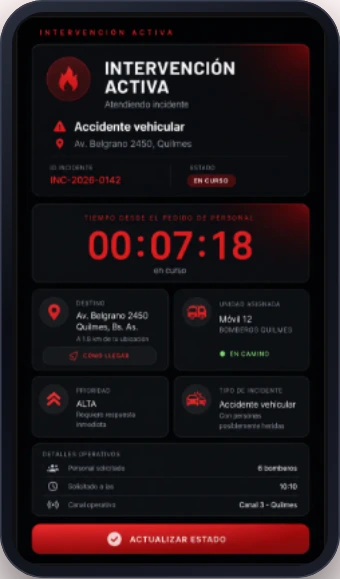 INTERVENCIÓN ACTIVA
INTERVENCIÓN
ACTIVA
Atendiendo incidente
Accidente vehicular
Av. Belgrano 2450, Quilmes
ID INCIDENTE
INC-2026-0142
ESTADO
EN CURSO
TIEMPO DESDE EL PEDIDO DE PERSONAL
00:07:18
en curso
DESTINO
Av. Belgrano 2450
Quilmes, Bs. As.
A 1.8 km de tu ubicación
CÓMO LLEGAR
UNIDAD ASIGNADA
Móvil 12
BOMBEROS QUILMES
EN CAMINO
PRIORIDAD
ALTA
Requiere respuesta
inmediata
TIPO DE INCIDENTE
Accidente vehicular
Con personas
posiblemente heridas
DETALLES OPERATIVOS
Personal solicitado
6 bomberos
Solicitado a las
10:10
Canal operativo
Canal 3 - Quilmes
ACTUALIZAR ESTADO